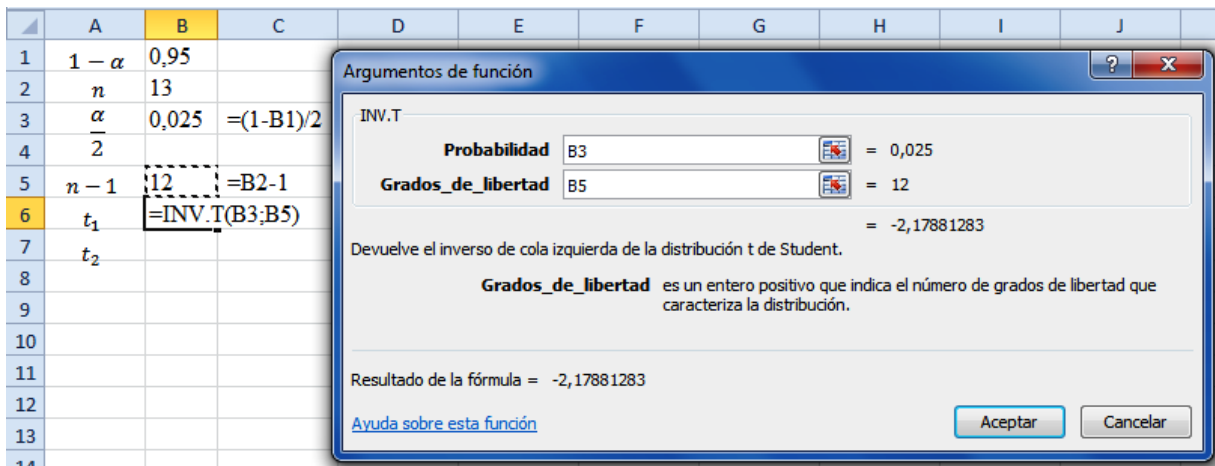 A B C D E F G H I J
1 1 − α 0,95
2 n 13
3 α/2 0,025 =(1-B1)/2
4
5 n − 1 12 =B2-1
6 t₁ =INV.T(B3;B5)
7 t₂
8
9
10
11
12
13
14
Argumentos de función
?
INV.T
Probabilidad B3 = 0,025
Grados_de_libertad B5 = 12
= -2,17881283
Devuelve el inverso de cola izquierda de la distribución t de Student.
Grados_de_libertad es un entero positivo que indica el número de grados de libertad que
caracteriza la distribución.
Resultado de la fórmula = -2,17881283
Ayuda sobre esta función
Aceptar Cancelar